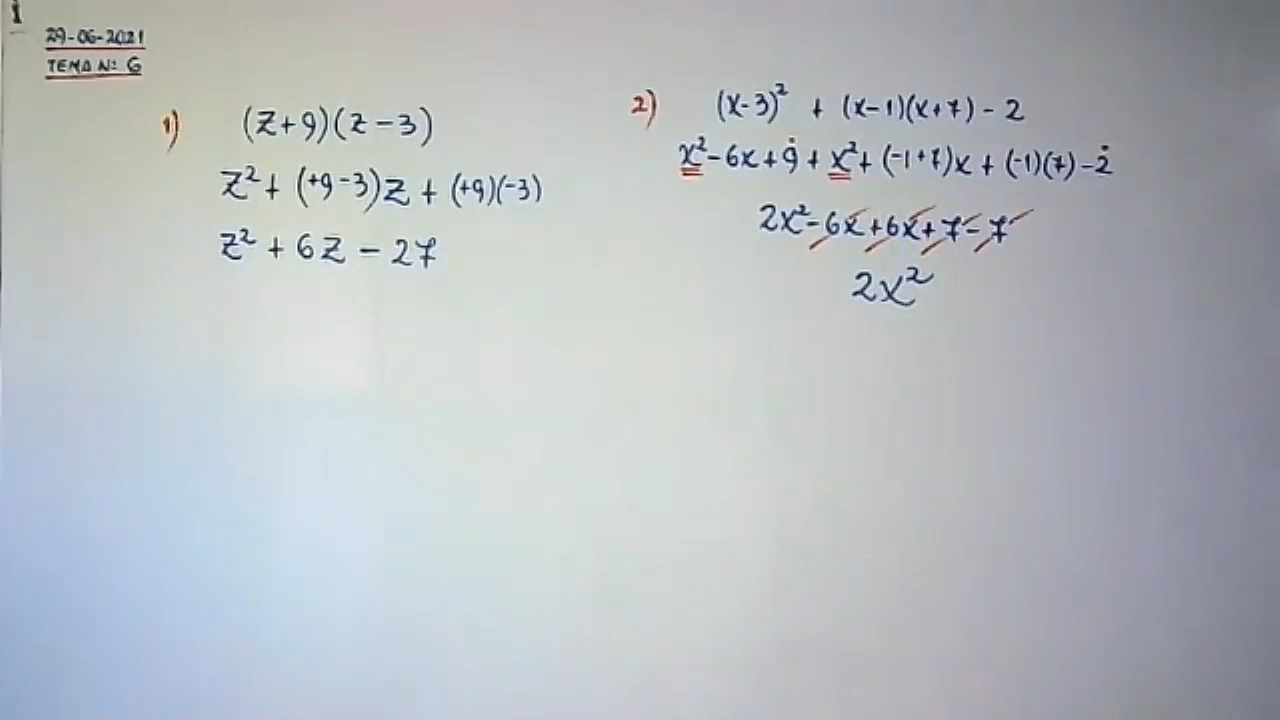 i
29-06-2021
TEMA N: 6
1) (z+9)(z-3)
z² + (+9-3)z + (+9)(-3)
z² + 6z - 27
2) (x-3)² + (x-1)(x+7) - 2
x² - 6x + 9 + x² + (-1+7)x + (-1)(7) - 2
2x² - 6x + 6x + 7 - 7
2x²